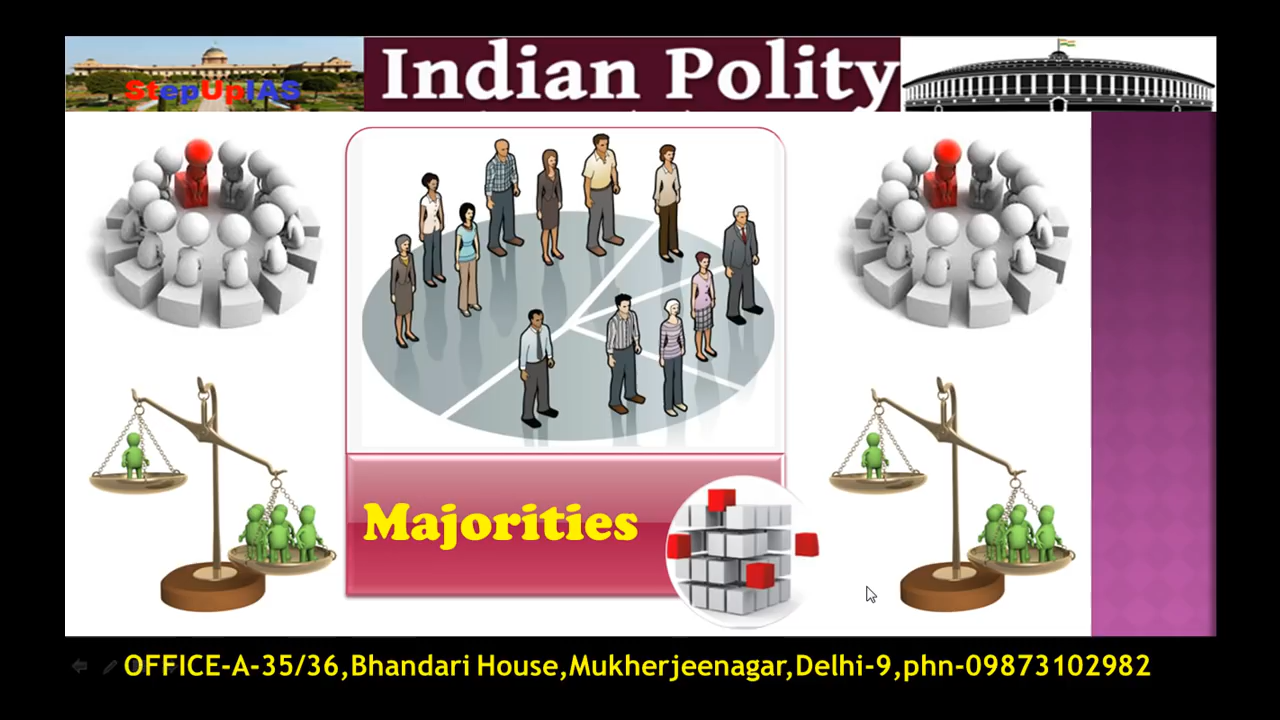 StepUpIAS
Indian Polity
Majorities
OFFICE-A-35/36,Bhandari House,Mukherjeenagar,Delhi-9,phn-09873102982